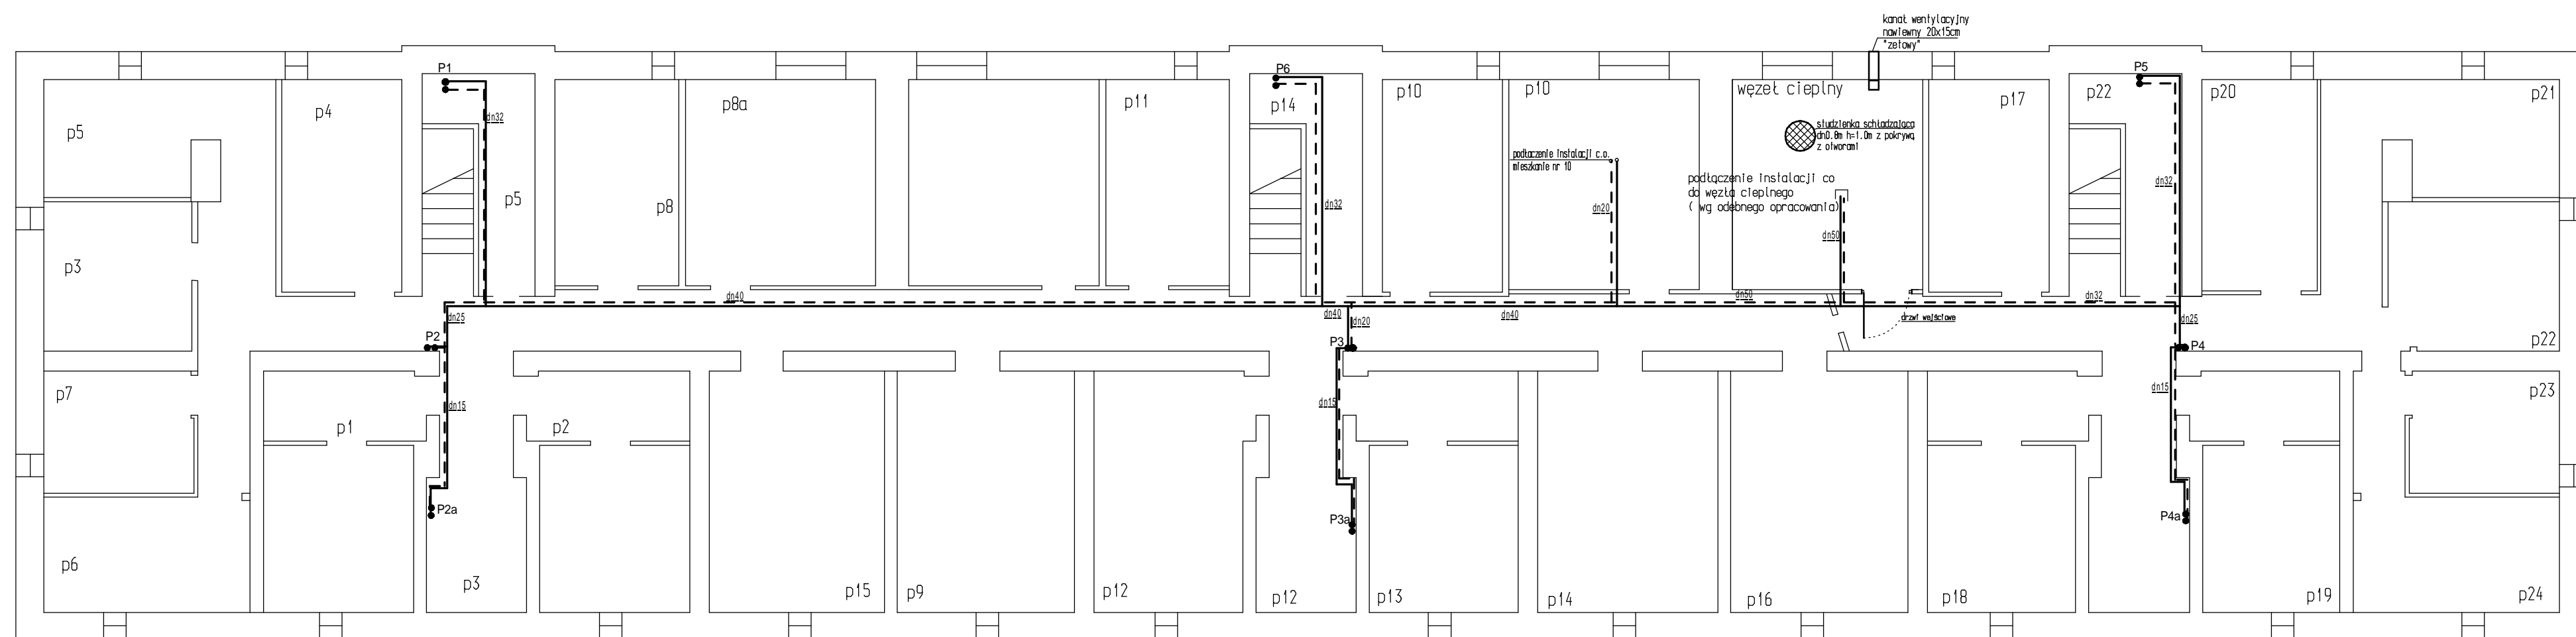 kanał wentylacyjny
nawiewny 20x15cm
"zetowy"
P1
P6
P5
p5
p4
p8a
p11
p14
p10
p10
węzeł cieplny
p17
p22
p20
p21
dn32
studzienka schładzająca
dn0.8m h=1.0m z pokrywą
z otworami
podłączenie instalacji c.o.
mieszkanie nr 10
podłączenie instalacji co
do węzła cieplnego
( wg odebnego opracowania)
dn32
p5
p8
dn32
dn20
dn50
p3
dn40
dn50
dn32
dn25
dn40
dn20
dn40
drzwi wejściowe
dn25
P2
P3
P4
p22
p7
dn15
dn15
dn15
p23
p1
p2
P2a
P3a
P4a
p6
p3
p15
p9
p12
p12
p13
p14
p16
p18
p19
p24